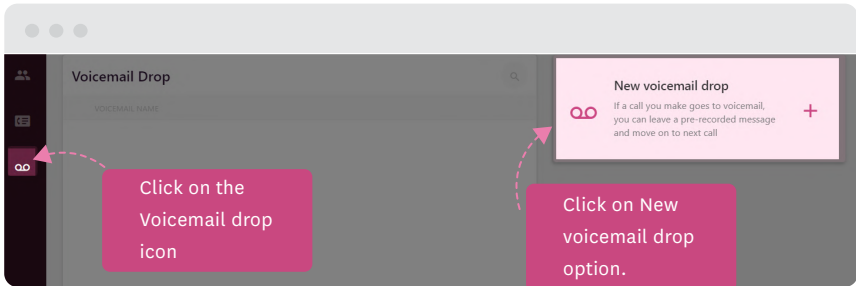 Voicemail Drop
VOICEMAIL NAME
New voicemail drop
If a call you make goes to voicemail,
you can leave a pre-recorded message
and move on to next call
+
Click on the
Voicemail drop
icon
Click on New
voicemail drop
option.